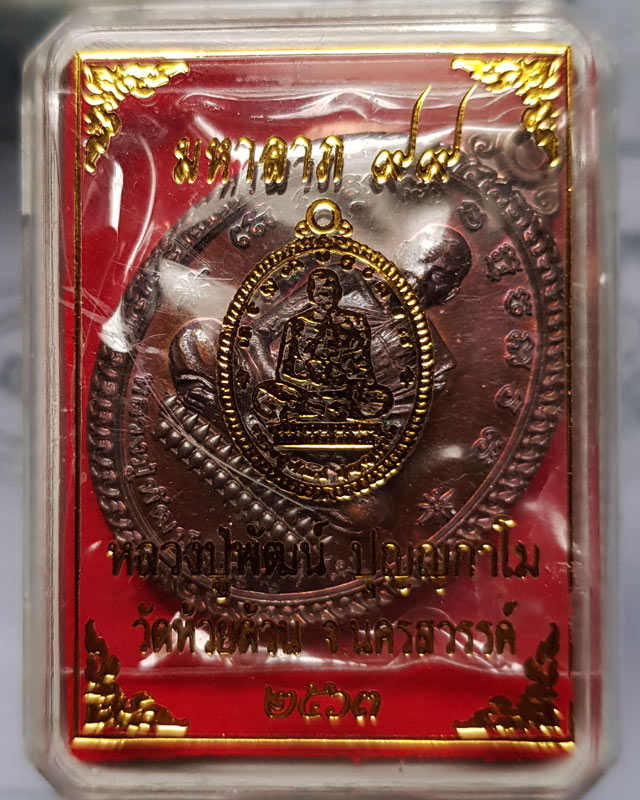 มหาลาภ ๙๙
หลวงปู่พัฒน์ ปุญญกาโม
วัดห้วยด้วน จ.นครสวรรค์
๒๕๖๓